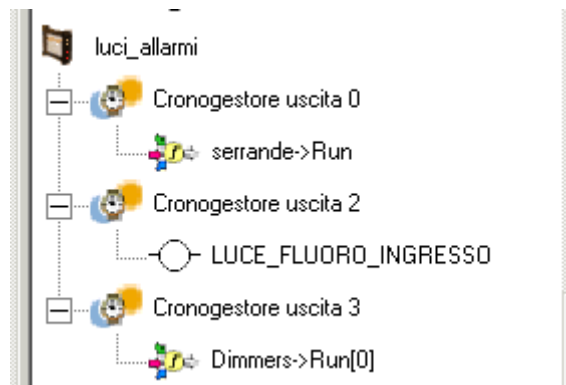 luci_allarmi
Cronogestore uscita 0
serrande->Run
Cronogestore uscita 2
LUCE_FLUORO_INGRESSO
Cronogestore uscita 3
Dimmers->Run[0]